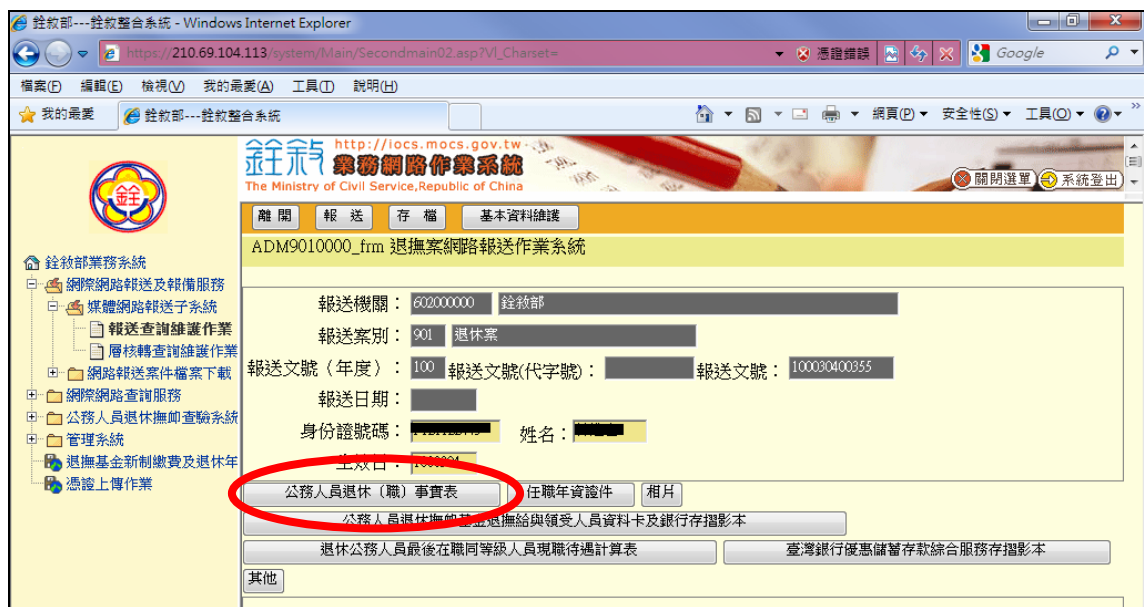 銓敘部---銓敘整合系統 - Windows Internet Explorer
https://210.69.104.113/system/Main/Secondmain02.asp?Vl_Charset=
憑證錯誤
Google
檔案(F) 編輯(E) 檢視(V) 我的最愛(A) 工具(T) 說明(H)
我的最愛 銓敘部---銓敘整合系統 網頁(P) 安全性(S) 工具(O)
銓敘 http://iocs.mocs.gov.tw
業務網路作業系統
The Ministry of Civil Service,Republic of China
關閉選單 系統登出
銓
離開 報送 存檔 基本資料維護
ADM9010000_frm 退撫案網路報送作業系統
銓敘部業務系統
網際網路報送及報備服務
媒體網路報送子系統
報送查詢維護作業
層核轉查詢維護作業
網路報送案件檔案下載
網際網路查詢服務
公務人員退休撫卹查驗系統
管理系統
退撫基金新制繳費及退休年
憑證上傳作業
報送機關： 602000000 銓敘部
報送案別： 901 退休案
報送文號（年度）： 100 報送文號(代字號)： 報送文號： 100030400355
報送日期：
身份證號碼： 姓名：
生效日：
公務人員退休（職）事實表 任職年資證件 相片
公務人員退休撫卹基金退撫給與領受人員資料卡及銀行存摺影本
退休公務人員最後在職同等級人員現職待遇計算表 臺灣銀行優惠儲蓄存款綜合服務存摺影本
其他